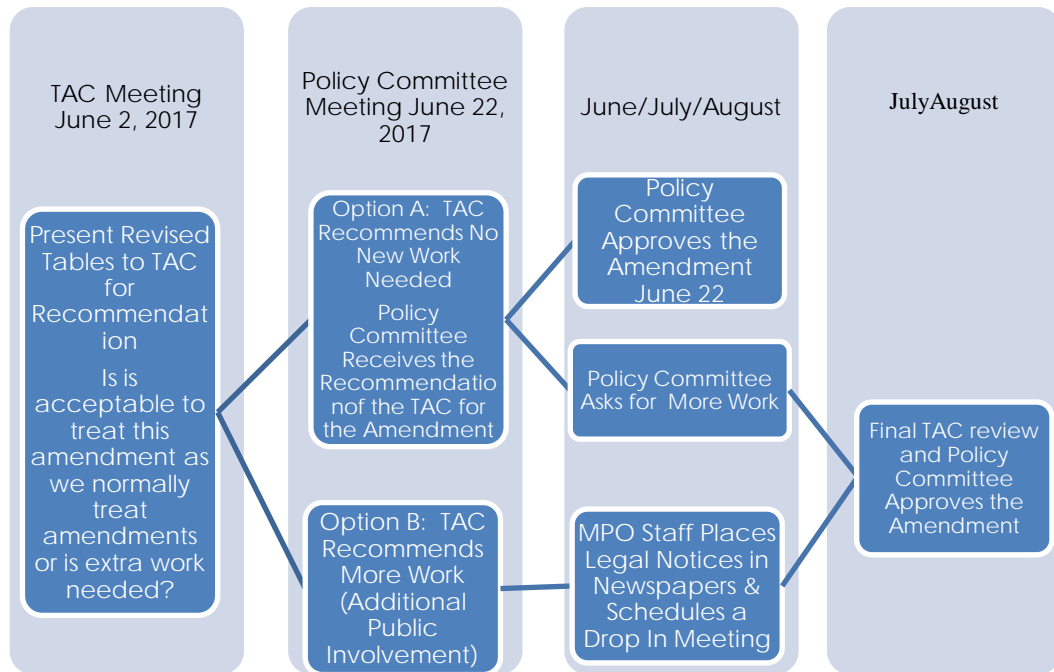 TAC Meeting
June 2, 2017
Present Revised
Tables to TAC
for
Recommendat
ion
Is is
acceptable to
treat this
amendment as
we normally
treat
amendments
or is extra work
needed?
Policy Committee
Meeting June 22,
2017
Option A: TAC
Recommends No
New Work
Needed
Policy
Committee
Receives the
Recommendatio
nof the TAC for
the Amendment
Option B: TAC
Recommends
More Work
(Additional
Public
Involvement)
June/July/August
Policy
Committee
Approves the
Amendment
June 22
Policy Committee
Asks for More Work
MPO Staff Places
Legal Notices in
Newspapers &
Schedules a
Drop In Meeting
JulyAugust
Final TAC review
and Policy
Committee
Approves the
Amendment